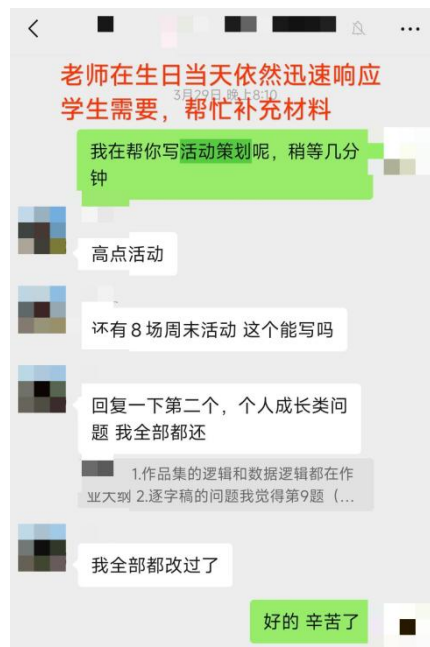 老师在生日当天依然迅速响应
3月29日 晚上8:10
学生需要，帮忙补充材料
我在帮你写活动策划呢，稍等几分
钟
高点活动
还有8场周末活动 这个能写吗
回复一下第二个，个人成长类问
题 我全部都还
1.作品集的逻辑和数据逻辑都在作
业大纲 2.逐字稿的问题我觉得第9题（...
我全部都改过了
好的 辛苦了